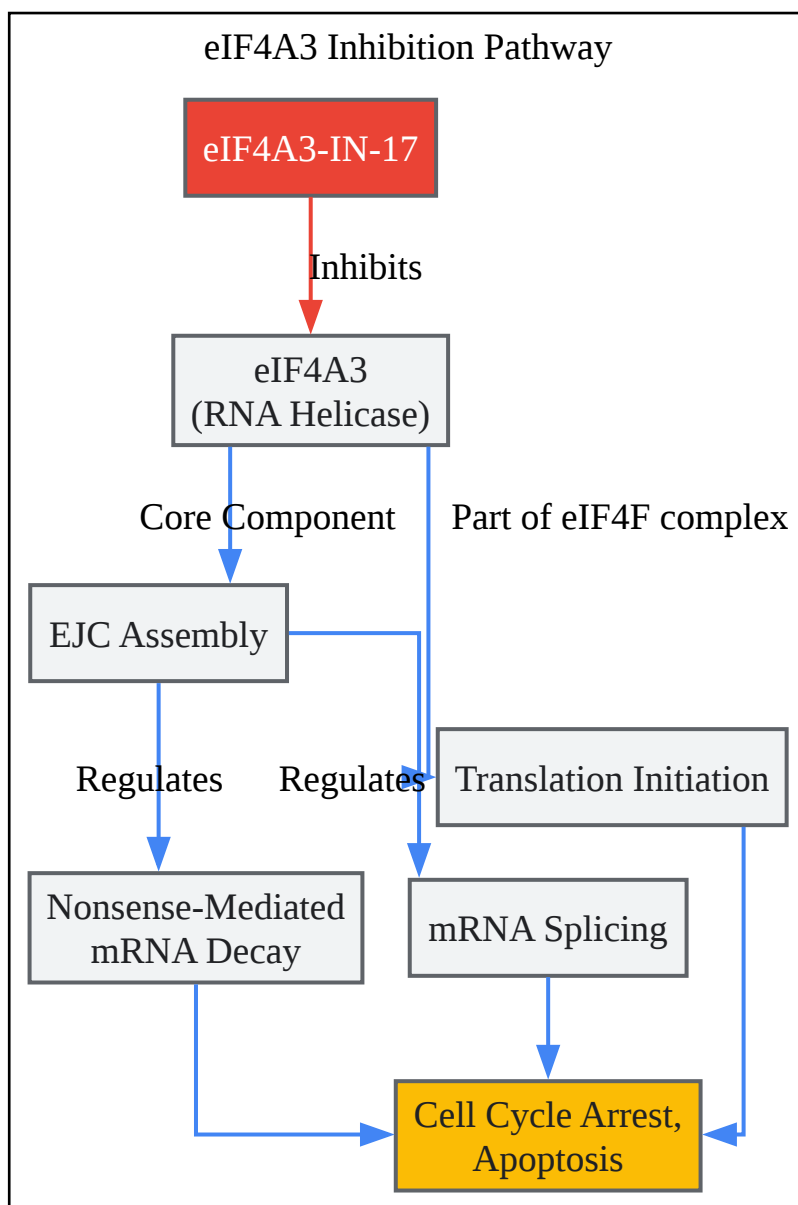 eIF4A3 Inhibition Pathway
eIF4A3-IN-17
Inhibits
eIF4A3
(RNA Helicase)
Core Component
Part of eIF4F complex
EJC Assembly
Regulates
Regulates
Translation Initiation
Nonsense-Mediated
mRNA Decay
mRNA Splicing
Cell Cycle Arrest,
Apoptosis